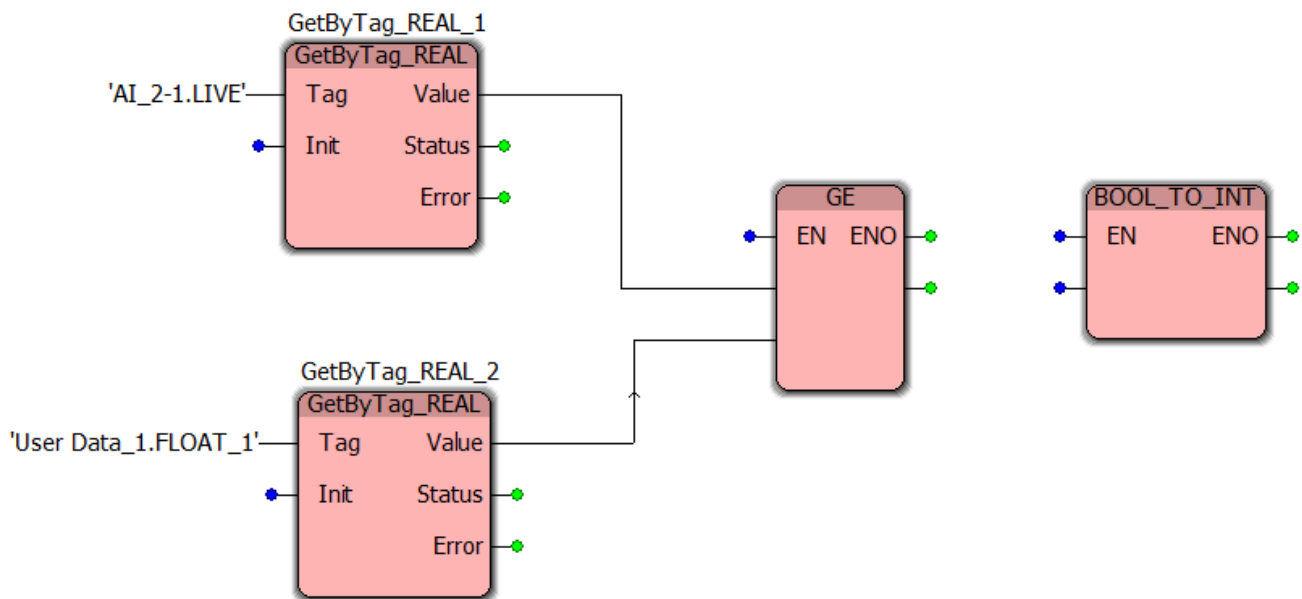 GetByTag_REAL_1
GetByTag_REAL
'AI_2-1.LIVE'
Tag Value
Init Status
Error
GE
EN ENO
BOOL_TO_INT
EN ENO
GetByTag_REAL_2
GetByTag_REAL
'User Data_1.FLOAT_1'
Tag Value
Init Status
Error